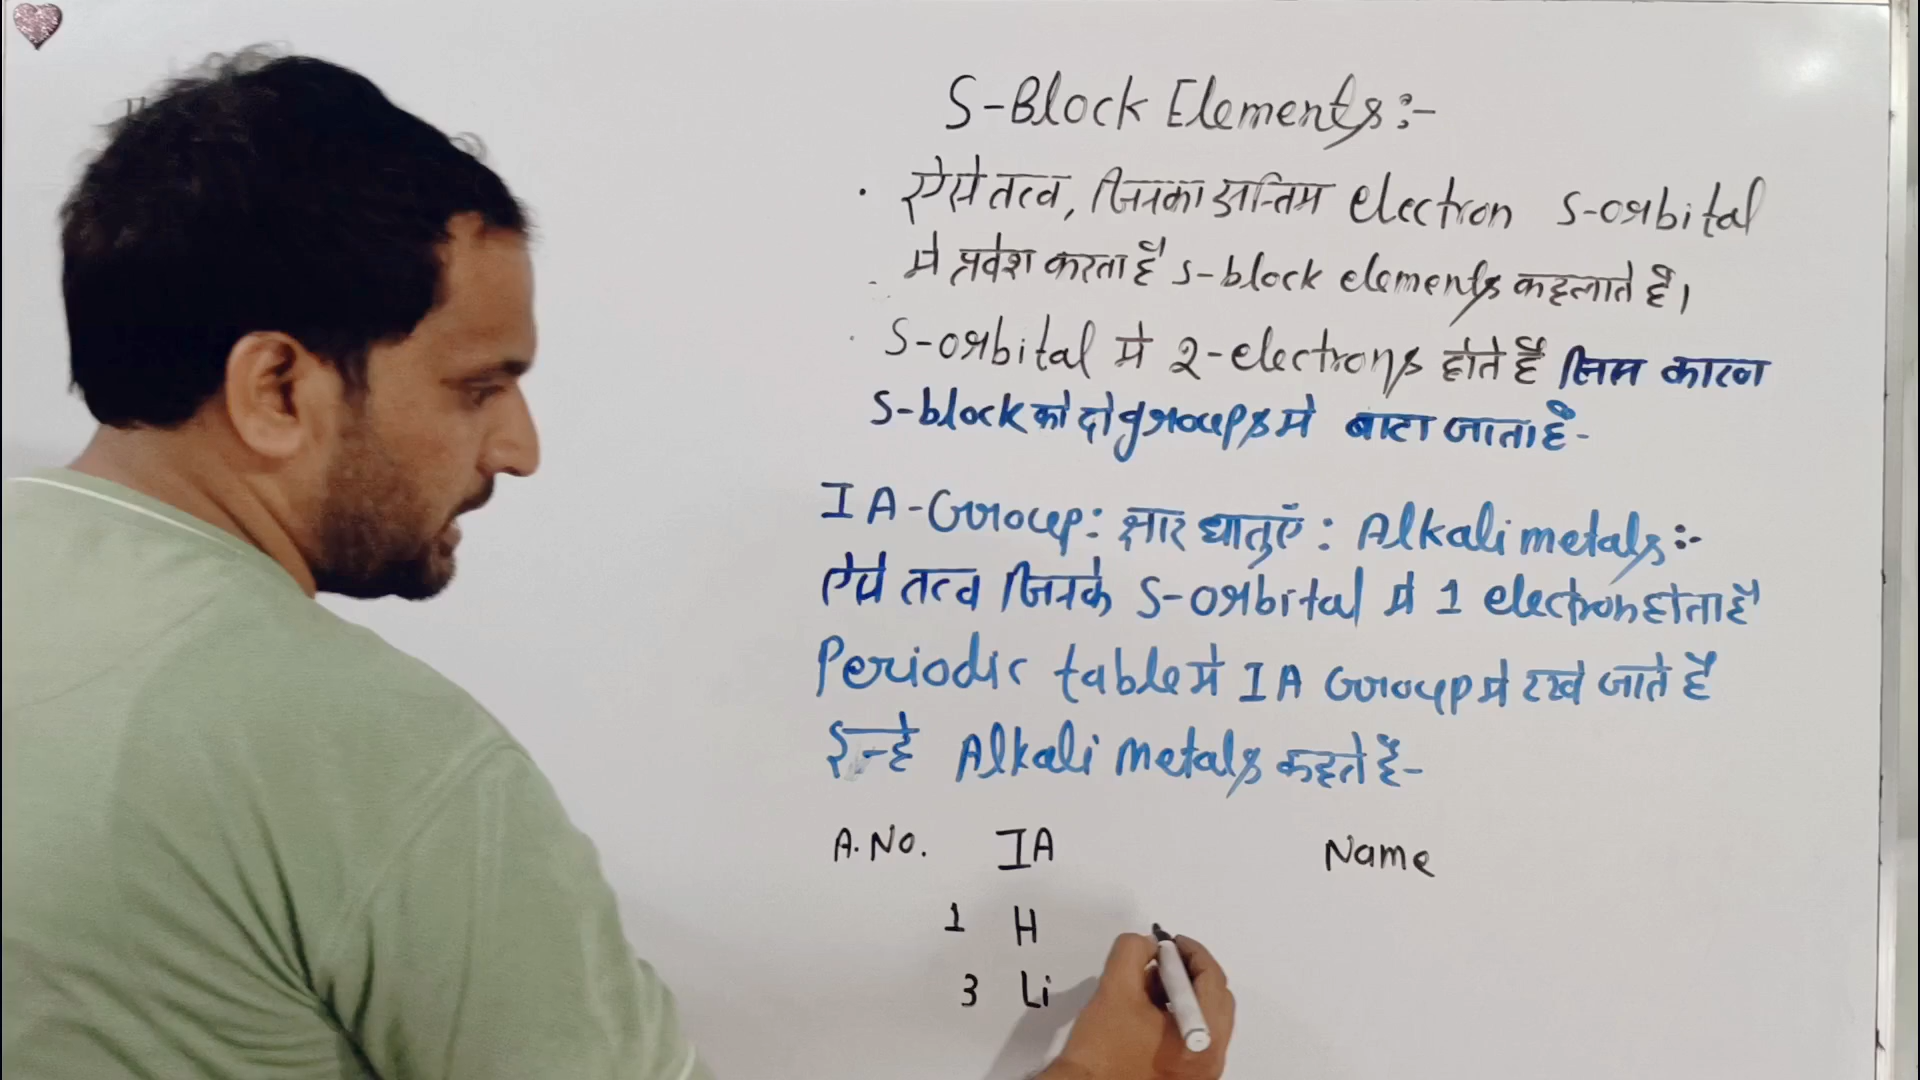 S-Block Elements:-
. ऐसे तत्व, जिनका अन्तिम electron s-orbital
मे प्रवेश करता है s-block elements कहलाते है।
S-orbital मे 2-electrons होते है जिस कारण
S-block को दो groups मे बाटा जाता है-
IA-Group: क्षार धातुएँ: Alkali metals:-
ऐसे तत्व जिनके S-orbital मे 1 electron होता है
Periodic table मे IA Group मे रखे जाते है
इन्हे Alkali metals कहते है-
A.No. IA Name
1 H
3 Li